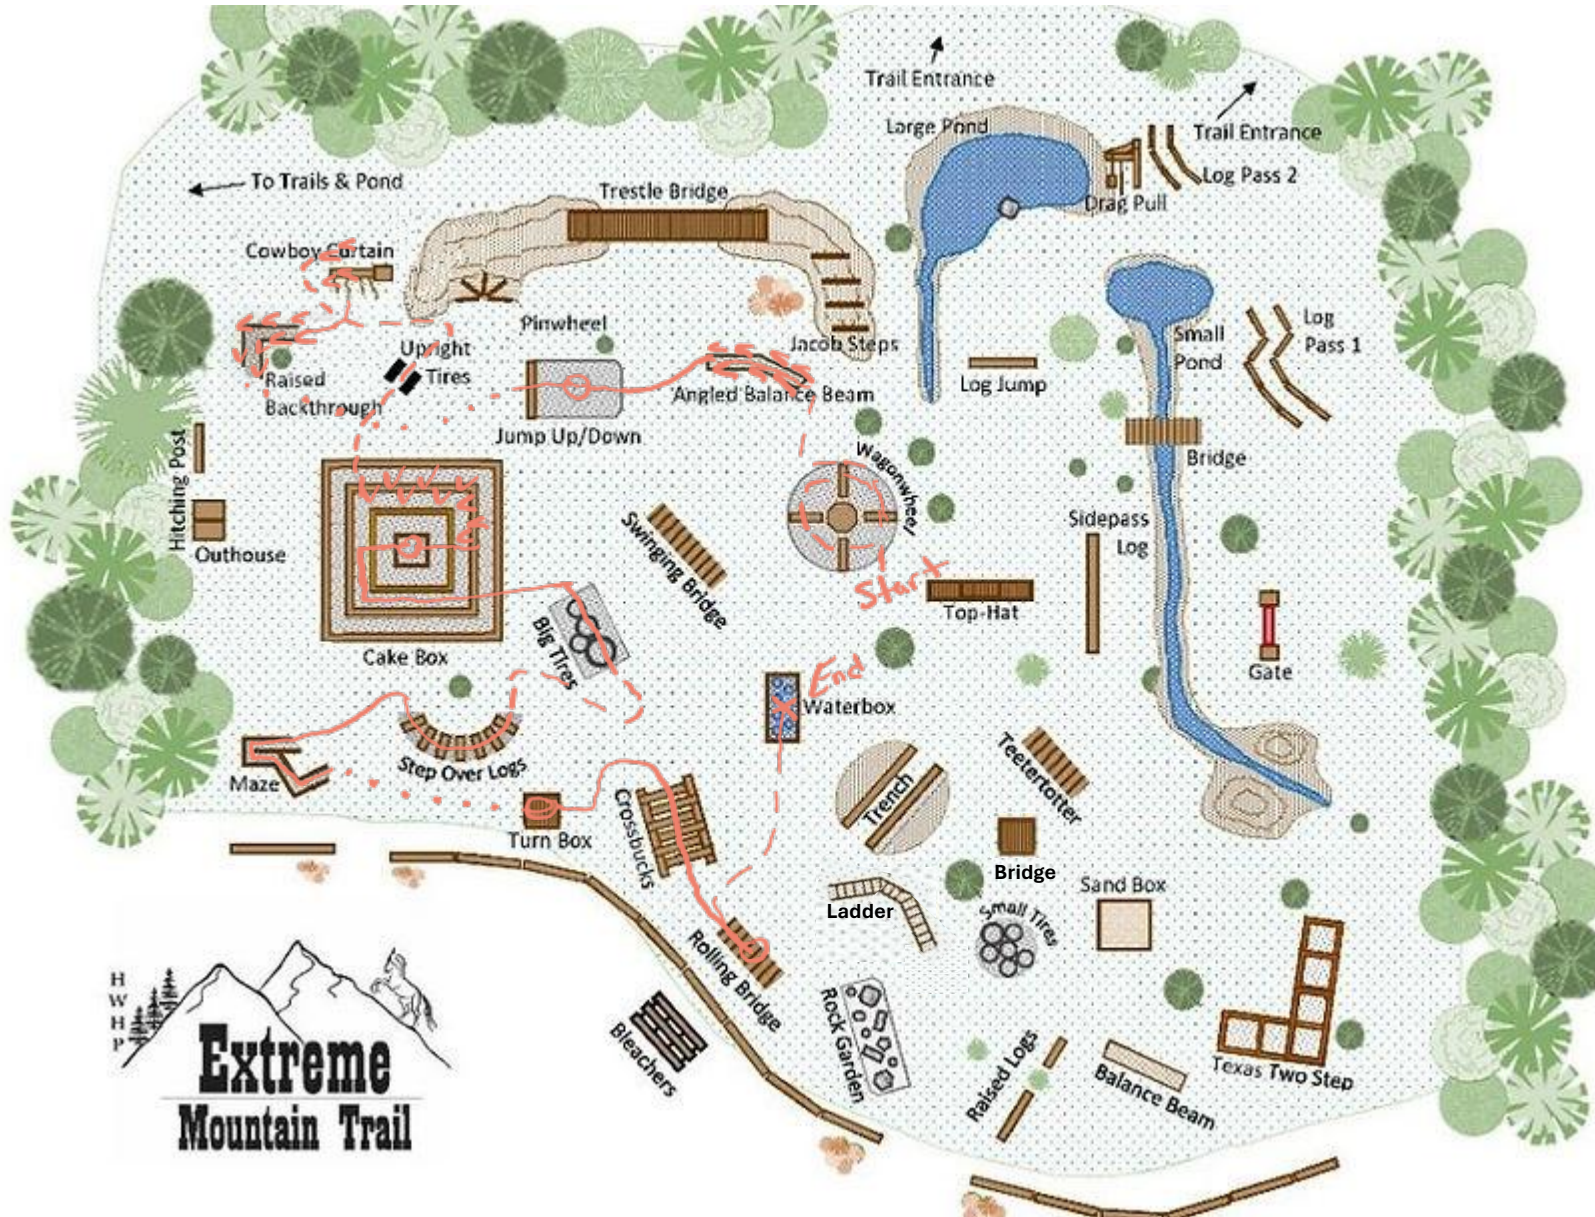 Trail Entrance
Large Pond
Trail Entrance
Log Pass 2
Drag Pull
To Trails & Pond
Trestle Bridge
Cowboy Curtain
Pinwheel
Jacob Steps
Small
Pond
Log
Pass 1
Upright
Tires
Raised
Backthrough
Angled Balance Beam
Log Jump
Jump Up/Down
Hitching Post
Wagonwheel
Bridge
Outhouse
Swinging Bridge
Sidepass
Log
Start
Top-Hat
Cake Box
Big Tires
Gate
End
Waterbox
Maze
Step Over Logs
Teetertotter
Trench
Turn Box
Crossbucks
Bridge
Ladder
Sand Box
Small Tires
Rolling Bridge
Bleachers
Rock Garden
Raised Logs
Balance Beam
Texas Two Step
H
W
H
P
Extreme
Mountain Trail